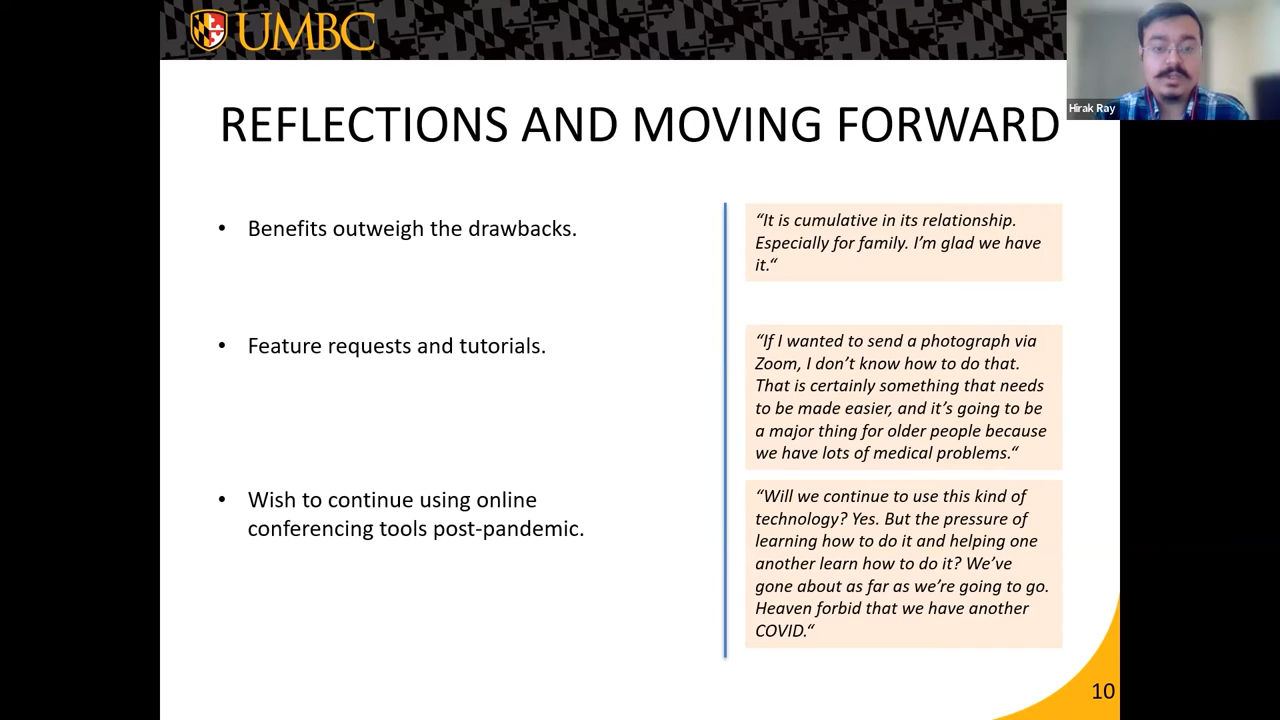 UMBC
Hirak Ray
REFLECTIONS AND MOVING FORWARD
• Benefits outweigh the drawbacks.
“It is cumulative in its relationship.
Especially for family. I’m glad we have
it.“
• Feature requests and tutorials.
“If I wanted to send a photograph via
Zoom, I don’t know how to do that.
That is certainly something that needs
to be made easier, and it’s going to be
a major thing for older people because
we have lots of medical problems.“
• Wish to continue using online
conferencing tools post-pandemic.
“Will we continue to use this kind of
technology? Yes. But the pressure of
learning how to do it and helping one
another learn how to do it? We’ve
gone about as far as we’re going to go.
Heaven forbid that we have another
COVID.“
10